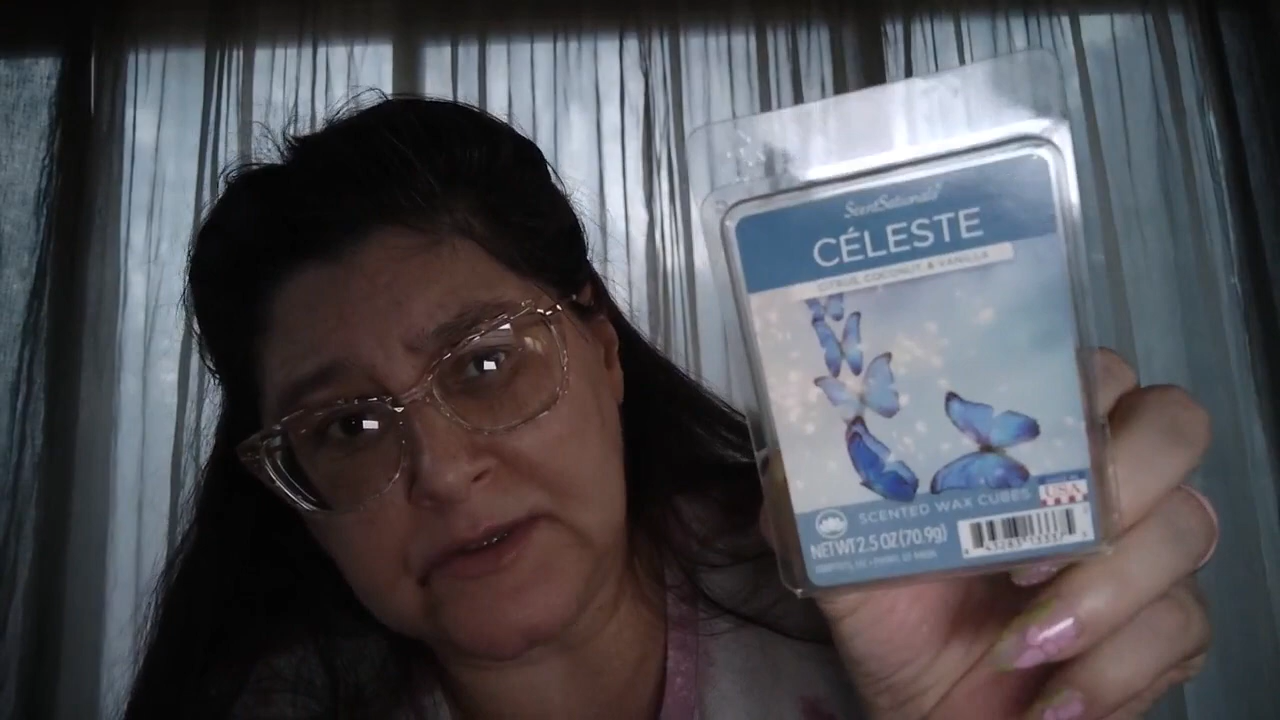 ScentSationals
CÉLESTE
CITRUS, COCONUT, & VANILLA
SCENTED WAX CUBES
USA
NET WT 2.5 OZ (70.9g)